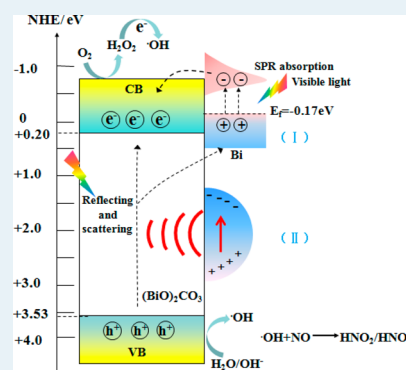 NHE/ eV
-1.0
0
+0.20
+1.0
+2.0
+3.0
+3.53
+4.0
O₂
H₂O₂
e⁻
·OH
CB
e⁻ e⁻ e⁻
SPR absorption
Visible light
- -
Ef=-0.17eV
+ +
Bi
( Ⅰ )
Reflecting
and
scattering
- - - - -
( Ⅱ )
+ + + + +
(BiO)₂CO₃
h⁺ h⁺ h⁺
VB
·OH
H₂O/OH⁻
·OH+NO → HNO₂/HNO